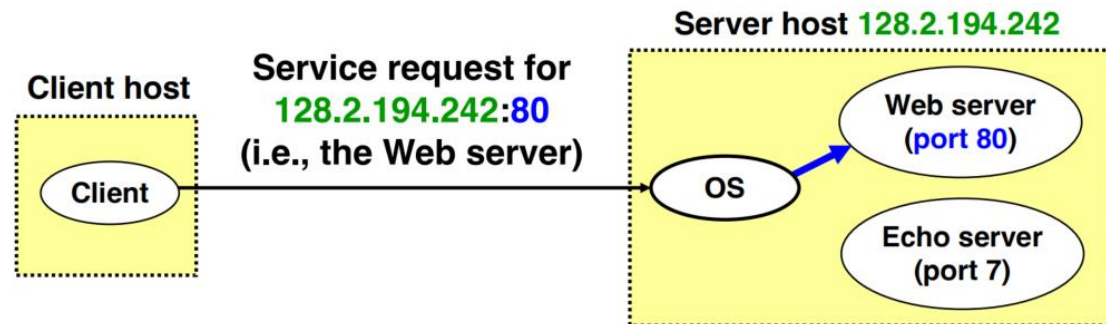 Server host 128.2.194.242
Client host
Service request for
128.2.194.242:80
(i.e., the Web server)
Client
OS
Web server
(port 80)
Echo server
(port 7)